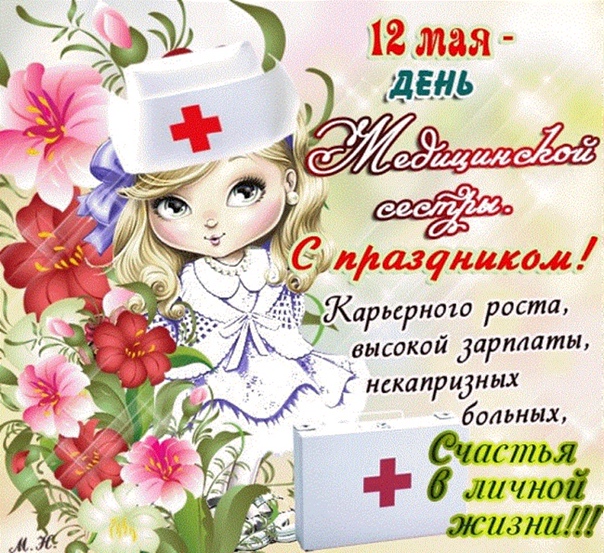 12 мая -
ДЕНЬ
Медицинской
сестры.
С праздником!
Карьерного роста,
высокой зарплаты,
некапризных
больных,
Счастья
в личной
жизни!!!
М.Ж.